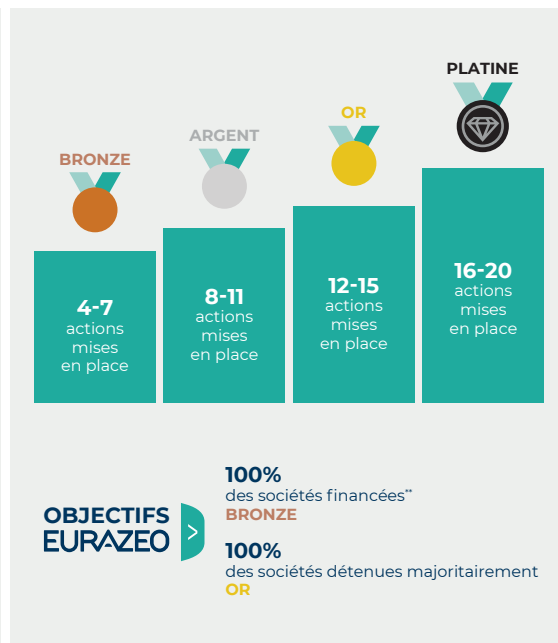 BRONZE
4-7
actions
mises
en place
ARGENT
8-11
actions
mises
en place
OR
12-15
actions
mises
en place
PLATINE
16-20
actions
mises
en place
OBJECTIFS
EURAZEO
100%
des sociétés financées**
BRONZE
100%
des sociétés détenues majoritairement
OR